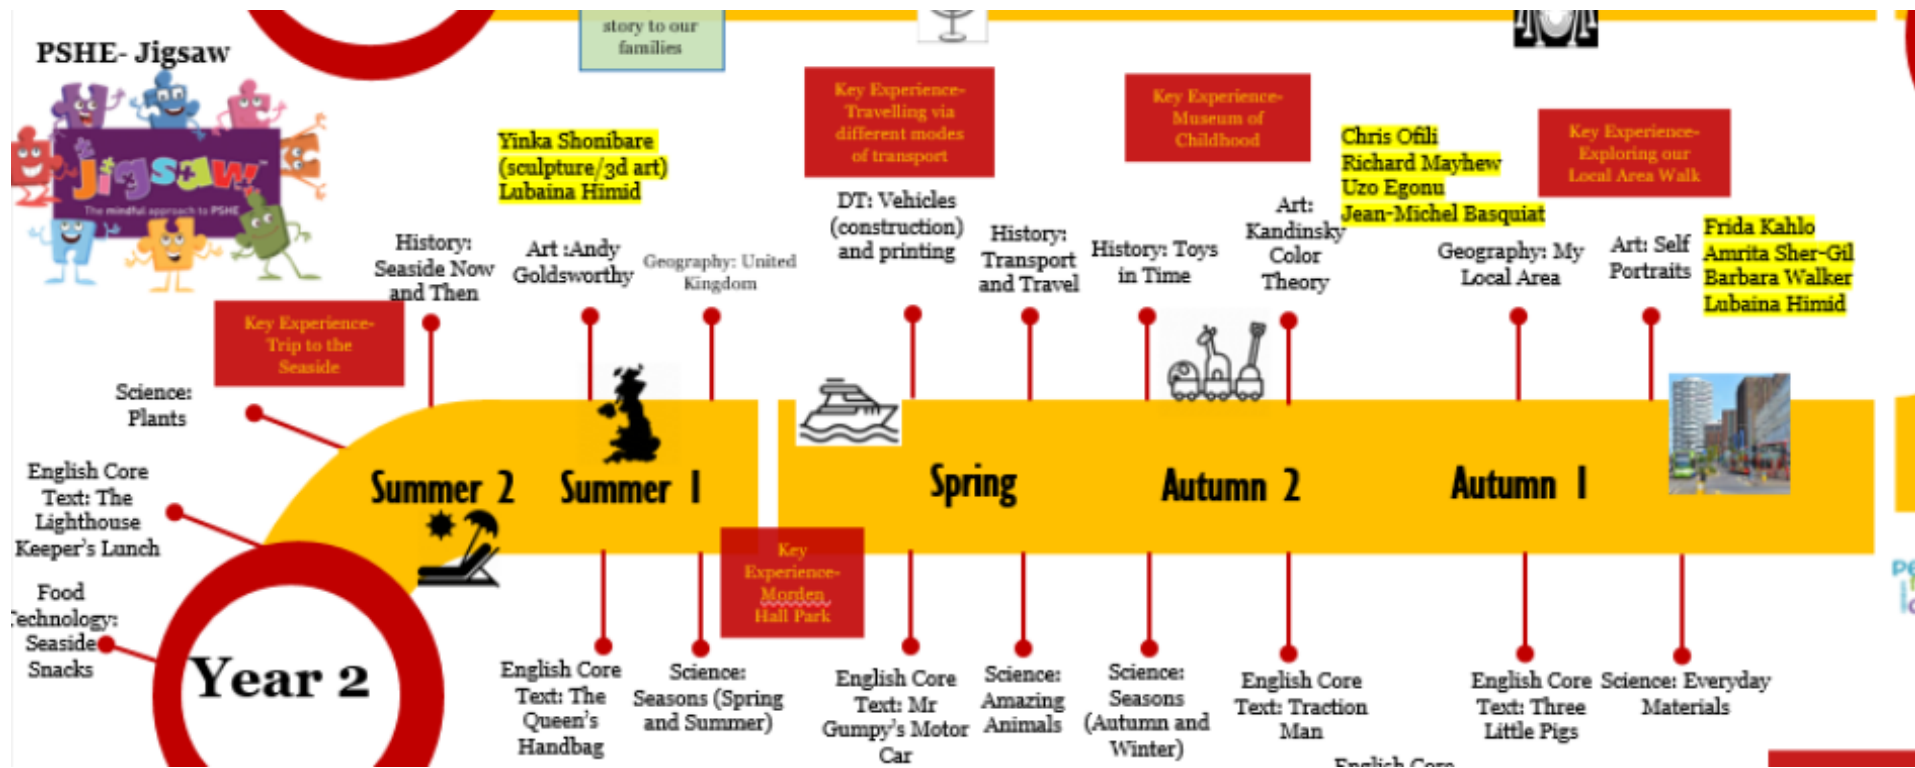 story to our
families
PSHE- Jigsaw
jigsaw™
The mindful approach to PSHE
Key Experience-
Travelling via
different modes
of transport
Key Experience-
Museum of
Childhood
Key Experience-
Exploring our
Local Area Walk
Yinka Shonibare
(sculpture/3d art)
Lubaina Himid
Chris Ofili
Richard Mayhew
Uzo Egonu
Jean-Michel Basquiat
Frida Kahlo
Amrita Sher-Gil
Barbara Walker
Lubaina Himid
History:
Seaside Now
and Then
Art :Andy
Goldsworthy
Geography: United
Kingdom
DT: Vehicles
(construction)
and printing
History:
Transport
and Travel
History: Toys
in Time
Art:
Kandinsky
Color
Theory
Geography: My
Local Area
Art: Self
Portraits
Key Experience-
Trip to the
Seaside
Science:
Plants
English Core
Text: The
Lighthouse
Keeper's Lunch
Food
Technology:
Seaside
Snacks
Summer 2
Summer 1
Spring
Autumn 2
Autumn 1
Key
Experience-
Morden
Hall Park
Year 2
English Core
Text: The
Queen's
Handbag
Science:
Seasons (Spring
and Summer)
English Core
Text: Mr
Gumpy's Motor
Car
Science:
Amazing
Animals
Science:
Seasons
(Autumn and
Winter)
English Core
Text: Traction
Man
English Core
Text: Three
Little Pigs
Science: Everyday
Materials
English Core